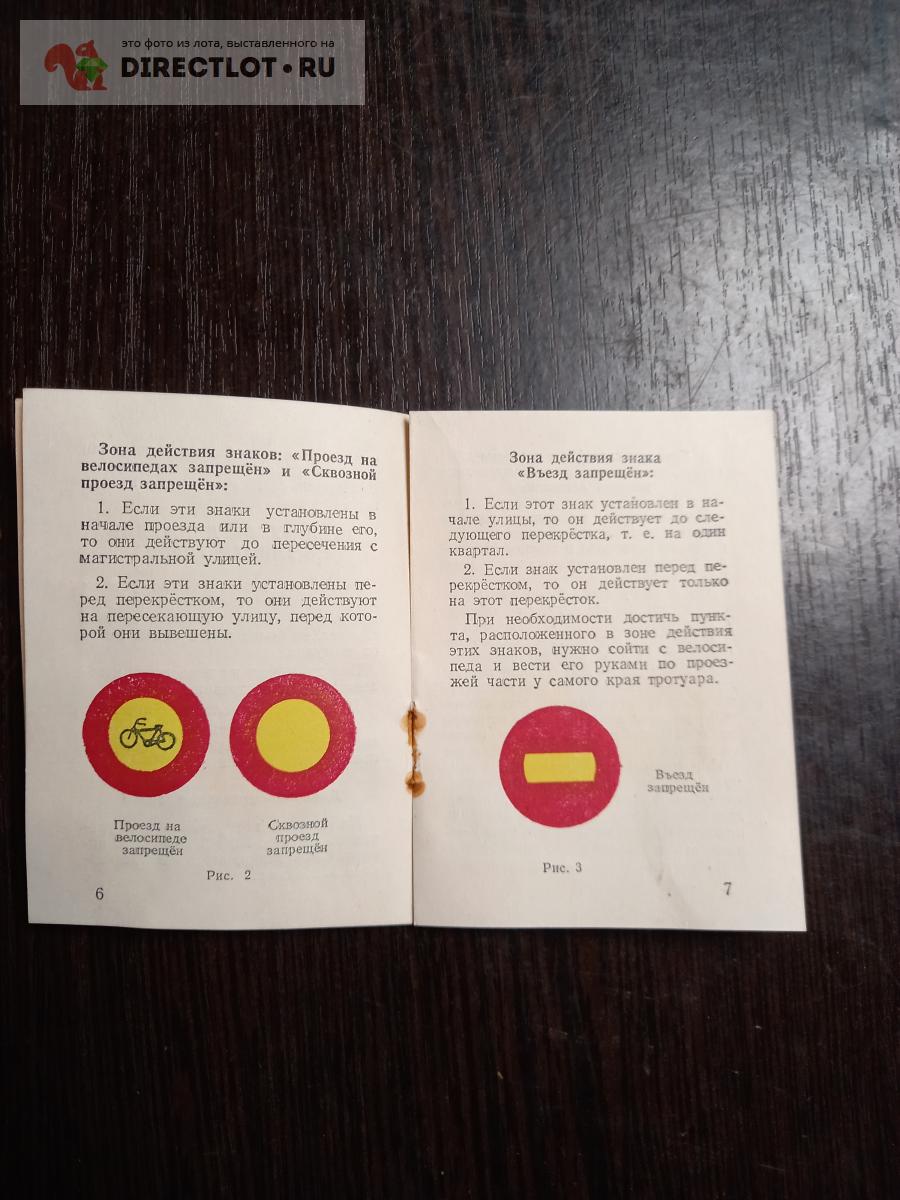 это фото из лота, выставленного на
DIRECTLOT•RU
Зона действия знаков: «Проезд на
велосипедах запрещён» и «Сквозной
проезд запрещён»:
1. Если эти знаки установлены в
начале проезда или в глубине его,
то они действуют до пересечения с
магистральной улицей.
2. Если эти знаки установлены пе-
ред перекрёстком, то они действуют
на пересекающую улицу, перед кото-
рой они вывешены.
Проезд на
велосипеде
запрещён
Сквозной
проезд
запрещён
Рис. 2
6
Зона действия знака
«Въезд запрещён»:
1. Если этот знак установлен в на-
чале улицы, то он действует до сле-
дующего перекрёстка, т. е. на один
квартал.
2. Если знак установлен перед пе-
рекрёстком, то он действует только
на этот перекрёсток.
При необходимости достичь пунк-
та, расположенного в зоне действия
этих знаков, нужно сойти с велоси-
педа и вести его руками по проез-
жей части у самого края тротуара.
Въезд
запрещён
Рис. 3
7